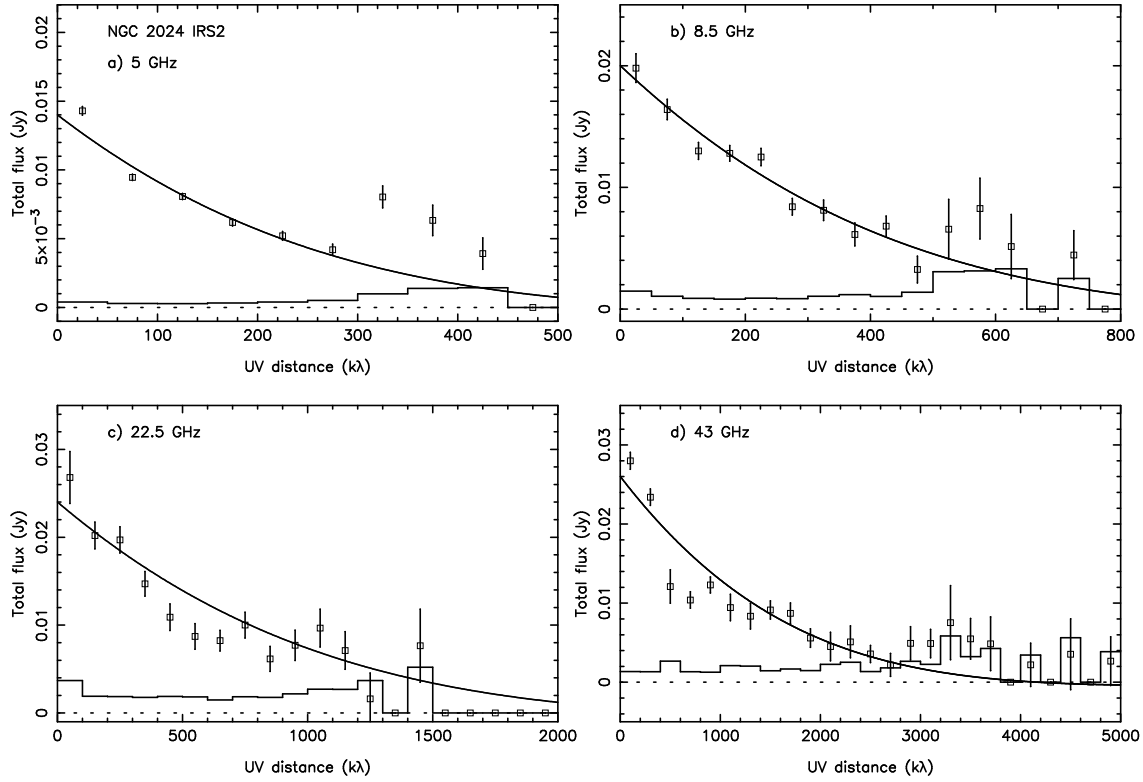 NGC 2024 IRS2
a) 5 GHz
Total flux (Jy)
0.02
0.015
0.01
5×10⁻³
0
0 100 200 300 400 500
UV distance (kλ)
b) 8.5 GHz
Total flux (Jy)
0.02
0.01
0
0 200 400 600 800
UV distance (kλ)
c) 22.5 GHz
Total flux (Jy)
0.03
0.02
0.01
0
0 500 1000 1500 2000
UV distance (kλ)
d) 43 GHz
Total flux (Jy)
0.03
0.02
0.01
0
0 1000 2000 3000 4000 5000
UV distance (kλ)